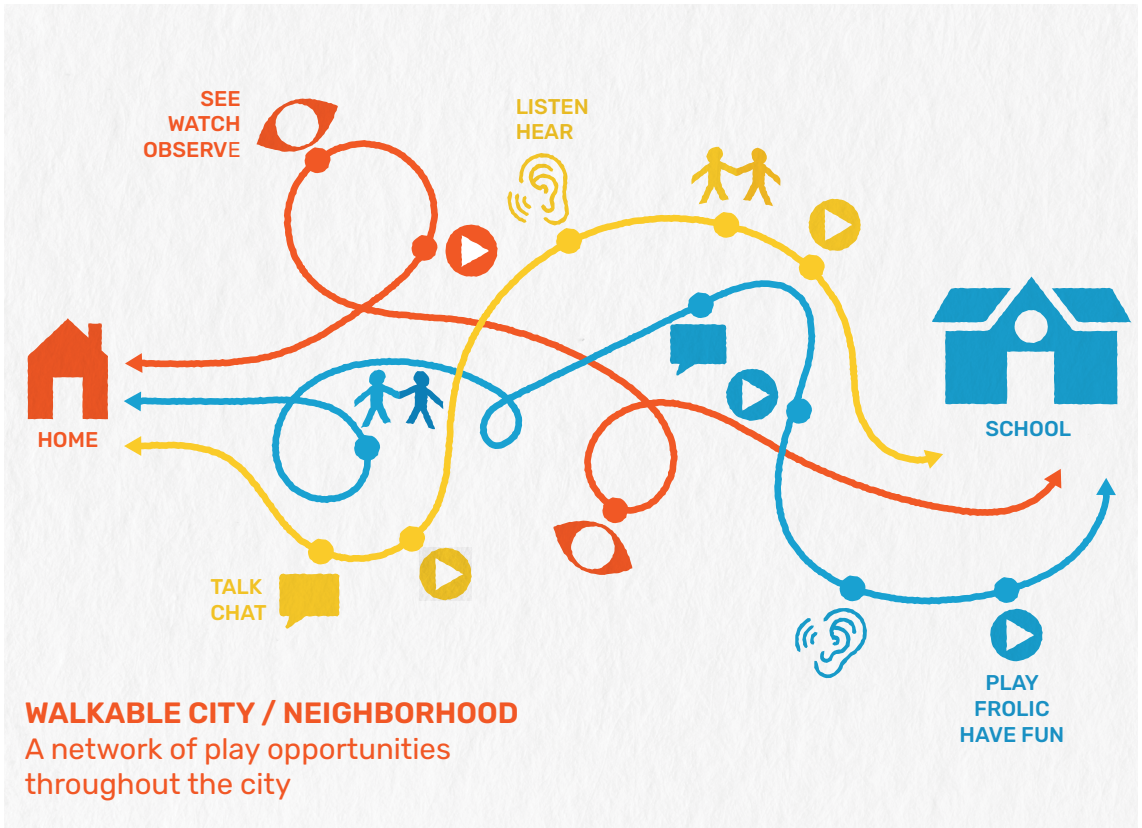 SEE
WATCH
OBSERVE
LISTEN
HEAR
HOME
SCHOOL
TALK
CHAT
PLAY
FROLIC
HAVE FUN
WALKABLE CITY / NEIGHBORHOOD
A network of play opportunities
throughout the city